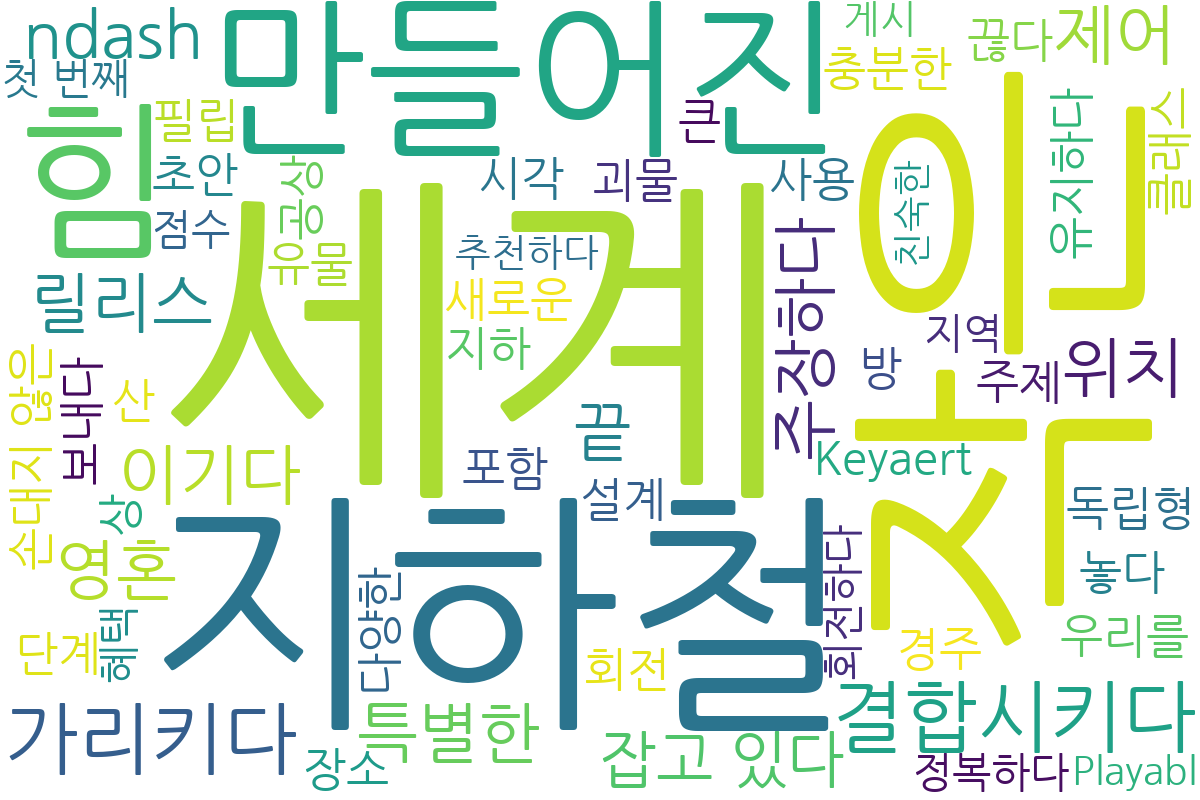 ndash
만들어진
게시
끊다
제어
첫 번째
충분한
힘
필립
큰
초안
공상
시각
괴물
사용
친숙한
유지하다
클래스
점수
유물
추천하다
세계
작인
릴리스
새로운
주장하다
지하
지역
방
주제
위치
손대지 않은
보내다
산
끝
이기다
포함
Keyaert
설계
상
지하철
독립형
영혼
다양한
회전하다
놓다
혜택
단계
회전
경주
우리를
가리키다
특별한
결합시키다
장소
잡고 있다
정복하다
Playabl